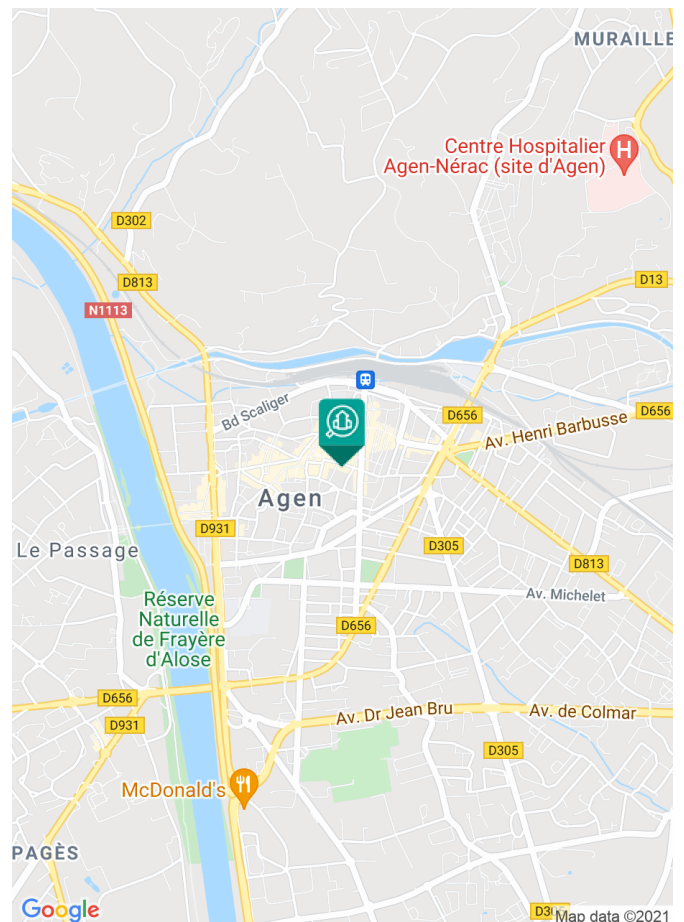 MURAILLE
Centre Hospitalier
Agen-Nérac (site d'Agen)
H
D302
D813
D13
N1113
Bd Scaliger
D656
D656
Av. Henri Barbusse
Agen
D931
D305
Le Passage
D813
Réserve
Naturelle
de Frayère
d'Alose
Av. Michelet
D656
D656
D931
Av. Dr Jean Bru
Av. de Colmar
D305
McDonald's
PAGÈS
Google
Map data ©2021